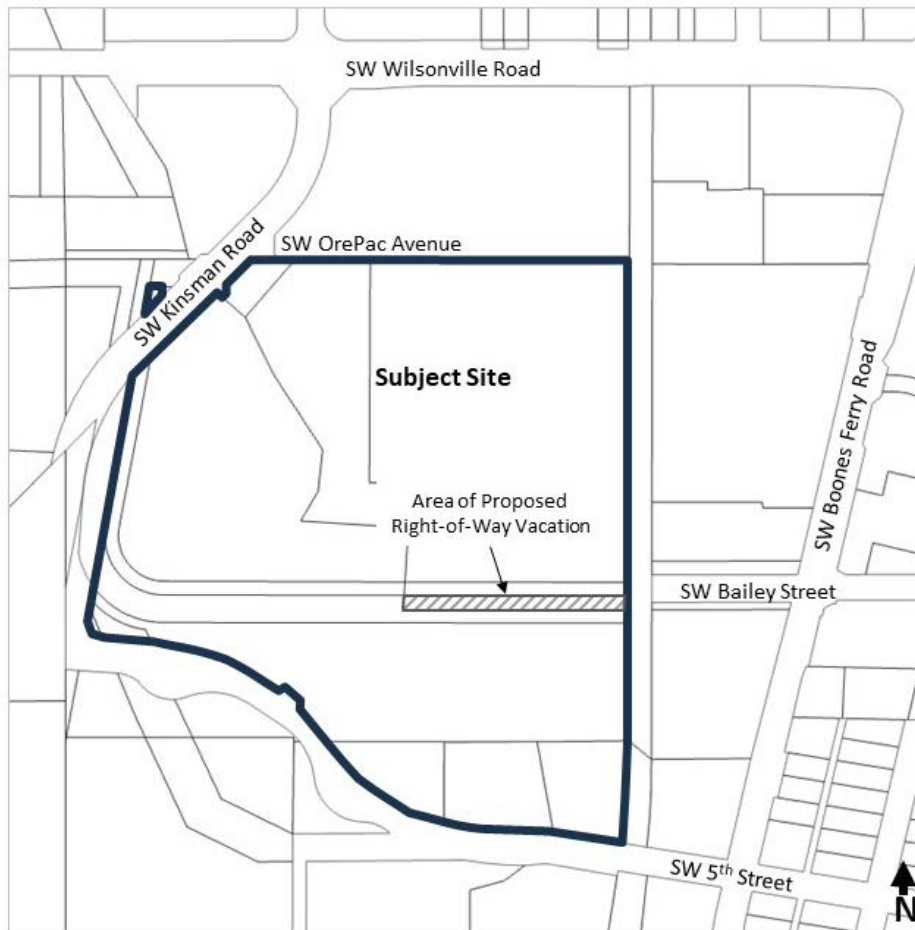 SW Wilsonville Road
SW OrePac Avenue
SW Kinsman Road
Subject Site
SW Boones Ferry Road
Area of Proposed
Right-of-Way Vacation
SW Bailey Street
SW 5th Street
N